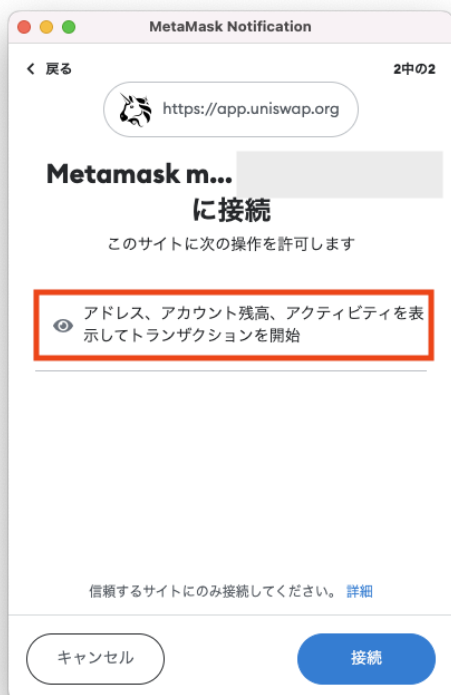 MetaMask Notification
戻る 2中の2
https://app.uniswap.org
Metamask m...
に接続
このサイトに次の操作を許可します
アドレス、アカウント残高、アクティビティを表
示してトランザクションを開始
信頼するサイトにのみ接続してください。 詳細
キャンセル 接続